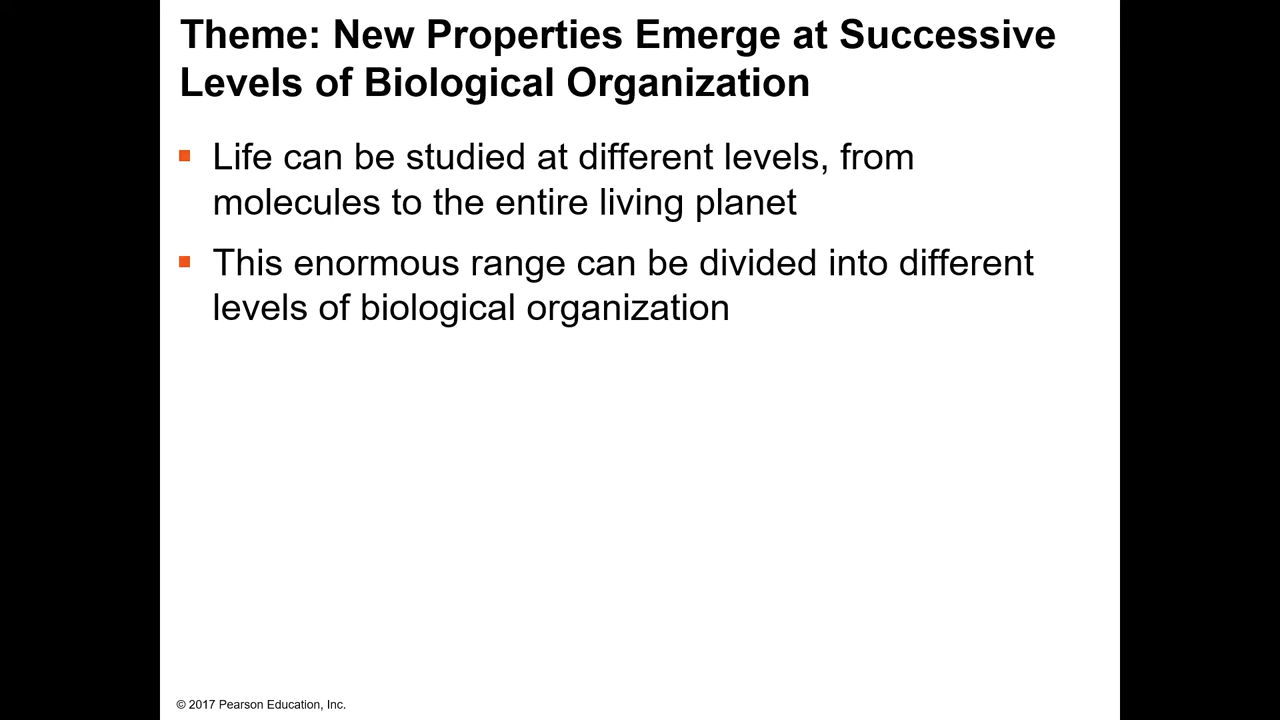 Theme: New Properties Emerge at Successive
Levels of Biological Organization
Life can be studied at different levels, from
molecules to the entire living planet
This enormous range can be divided into different
levels of biological organization
© 2017 Pearson Education, Inc.